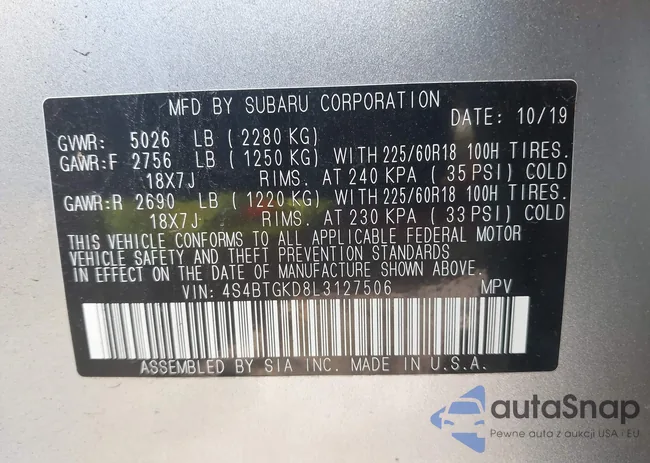 MFD BY SUBARU CORPORATION
DATE: 10/19
GVWR: 5026 LB (2280 KG)
GAWR:F 2756 LB (1250 KG) WITH 225/60R18 100H TIRES.
18X7J RIMS. AT 240 KPA (35 PSI) COLD
GAWR:R 2690 LB (1220 KG) WITH 225/60R18 100H TIRES.
18X7J RIMS. AT 230 KPA (33 PSI) COLD
THIS VEHICLE CONFORMS TO ALL APPLICABLE FEDERAL MOTOR
VEHICLE SAFETY AND THEFT PREVENTION STANDARDS
IN EFFECT ON THE DATE OF MANUFACTURE SHOWN ABOVE.
VIN: 4S4BTGKD8L3127506 MPV
ASSEMBLED BY SIA INC. MADE IN U.S.A.
autaSnap
Pewne auta z aukcji USA i EU